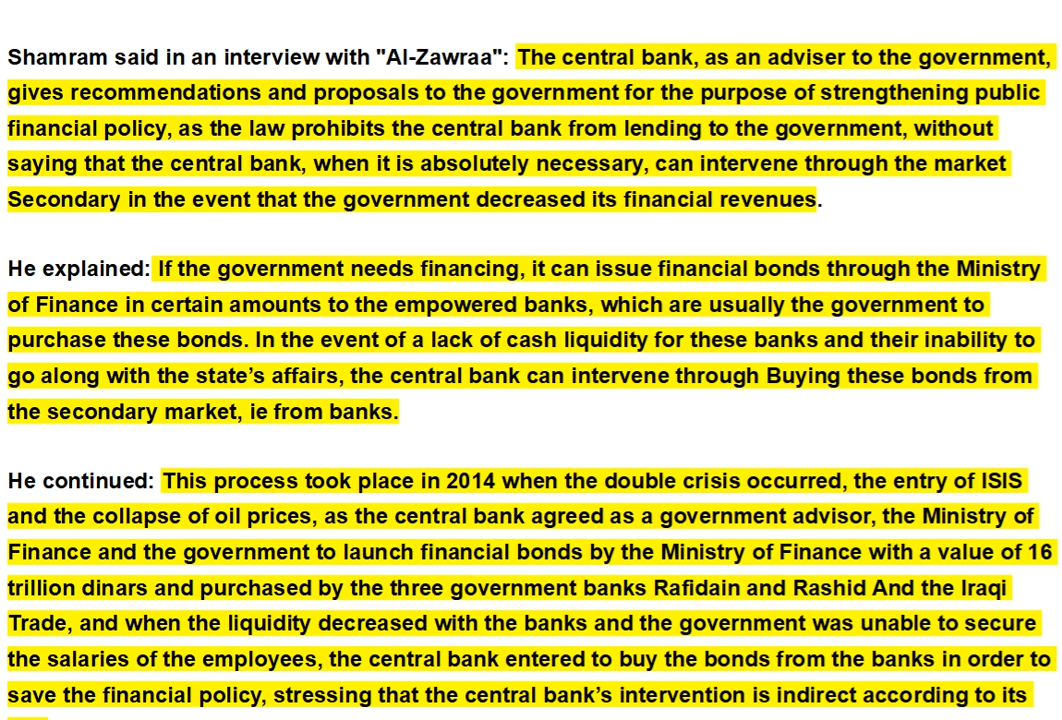 Shamram said in an interview with "Al-Zawraa": The central bank, as an adviser to the government,
gives recommendations and proposals to the government for the purpose of strengthening public
financial policy, as the law prohibits the central bank from lending to the government, without
saying that the central bank, when it is absolutely necessary, can intervene through the market
Secondary in the event that the government decreased its financial revenues.
He explained: If the government needs financing, it can issue financial bonds through the Ministry
of Finance in certain amounts to the empowered banks, which are usually the government to
purchase these bonds. In the event of a lack of cash liquidity for these banks and their inability to
go along with the state’s affairs, the central bank can intervene through Buying these bonds from
the secondary market, ie from banks.
He continued: This process took place in 2014 when the double crisis occurred, the entry of ISIS
and the collapse of oil prices, as the central bank agreed as a government advisor, the Ministry of
Finance and the government to launch financial bonds by the Ministry of Finance with a value of 16
trillion dinars and purchased by the three government banks Rafidain and Rashid And the Iraqi
Trade, and when the liquidity decreased with the banks and the government was unable to secure
the salaries of the employees, the central bank entered to buy the bonds from the banks in order to
save the financial policy, stressing that the central bank’s intervention is indirect according to its